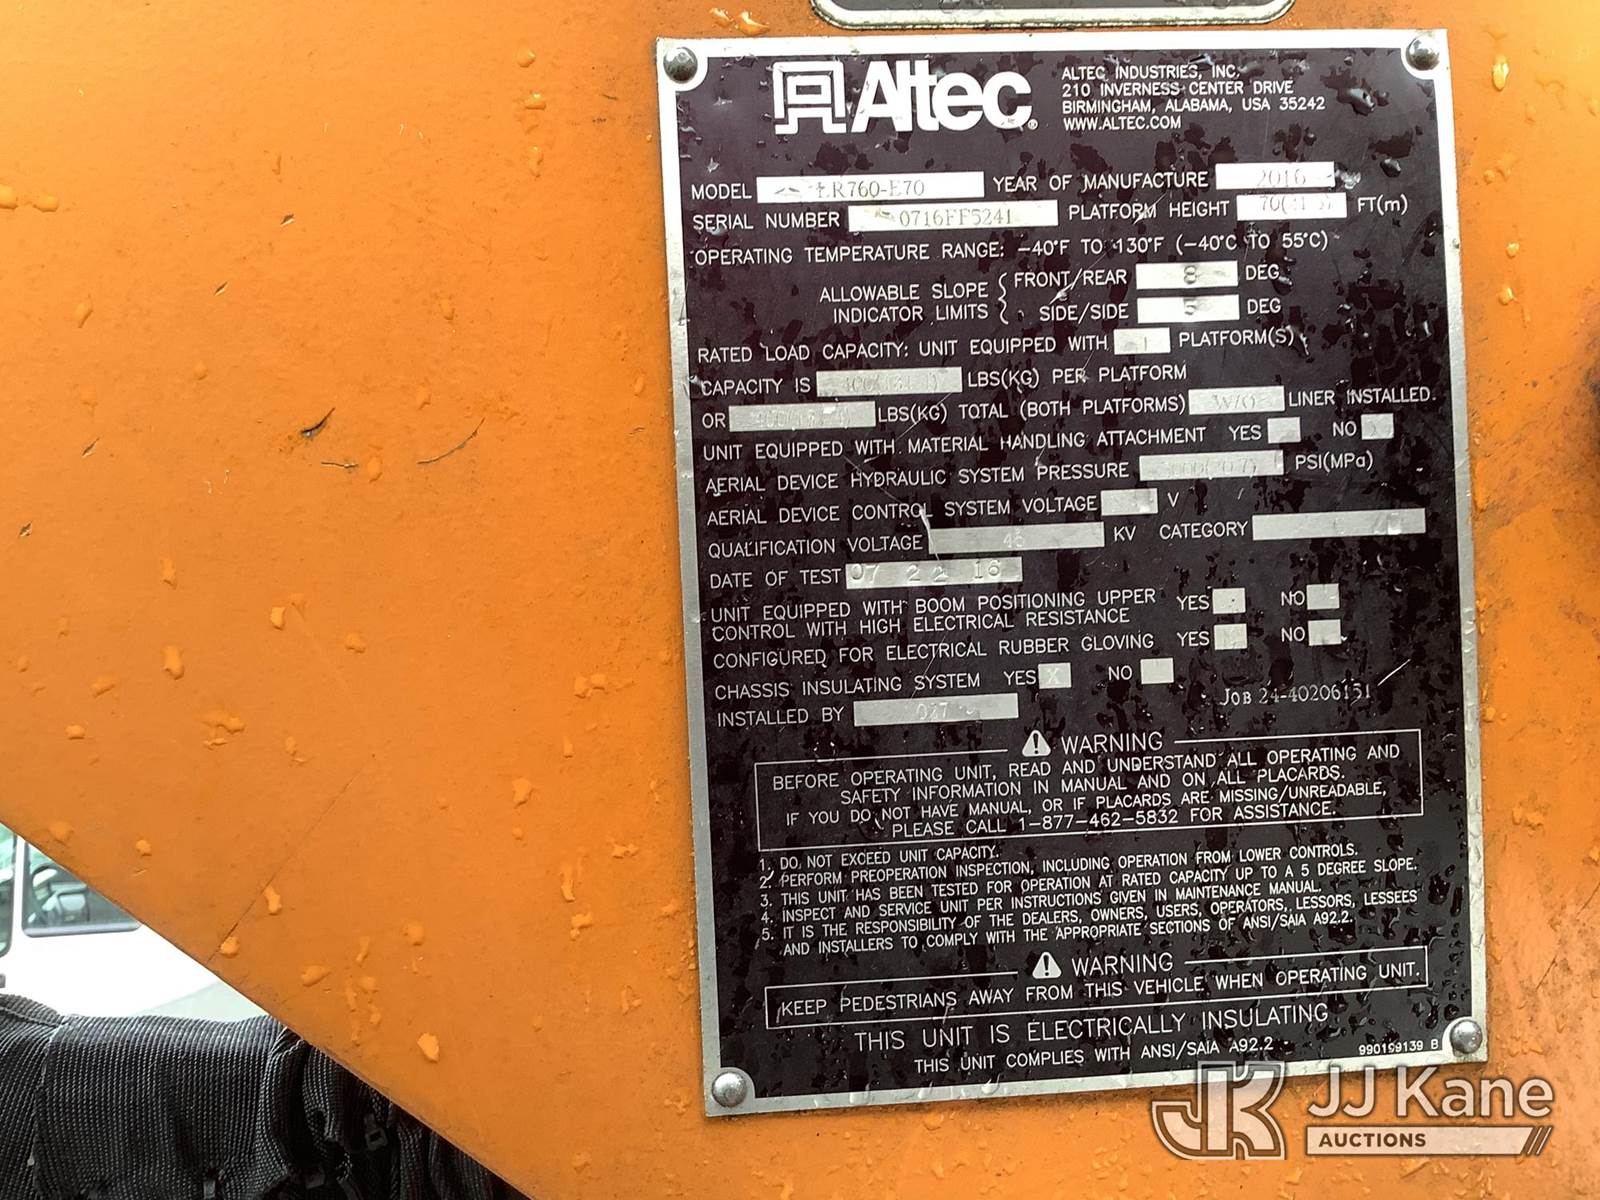 Altec
ALTEC INDUSTRIES, INC.
210 INVERNESS CENTER DRIVE
BIRMINGHAM, ALABAMA, USA 35242
WWW.ALTEC.COM
MODEL LR760-E70 YEAR OF MANUFACTURE 2016
SERIAL NUMBER 0716FF5241 PLATFORM HEIGHT FT(m)
OPERATING TEMPERATURE RANGE: -40°F TO 130°F (-40°C TO 55°C)
ALLOWABLE SLOPE INDICATOR LIMITS
FRONT/REAR 8 DEG
SIDE/SIDE 5 DEG
RATED LOAD CAPACITY: UNIT EQUIPPED WITH 1 PLATFORM(S)
CAPACITY IS LBS(KG) PER PLATFORM
OR LBS(KG) TOTAL (BOTH PLATFORMS) W/O LINER INSTALLED.
UNIT EQUIPPED WITH MATERIAL HANDLING ATTACHMENT YES NO
AERIAL DEVICE HYDRAULIC SYSTEM PRESSURE PSI(MPa)
AERIAL DEVICE CONTROL SYSTEM VOLTAGE V
QUALIFICATION VOLTAGE 46 KV CATEGORY
DATE OF TEST 07 22 16
UNIT EQUIPPED WITH BOOM POSITIONING UPPER YES NO
CONTROL WITH HIGH ELECTRICAL RESISTANCE
CONFIGURED FOR ELECTRICAL RUBBER GLOVING YES NO
CHASSIS INSULATING SYSTEM YES X NO
INSTALLED BY 027
JOB 24-40206151
WARNING
BEFORE OPERATING UNIT, READ AND UNDERSTAND ALL OPERATING AND
SAFETY INFORMATION IN MANUAL AND ON ALL PLACARDS.
IF YOU DO NOT HAVE MANUAL, OR IF PLACARDS ARE MISSING/UNREADABLE,
PLEASE CALL 1-877-462-5832 FOR ASSISTANCE.
1. DO NOT EXCEED UNIT CAPACITY.
2. PERFORM PREOPERATION INSPECTION, INCLUDING OPERATION FROM LOWER CONTROLS.
3. THIS UNIT HAS BEEN TESTED FOR OPERATION AT RATED CAPACITY UP TO A 5 DEGREE SLOPE.
4. INSPECT AND SERVICE UNIT PER INSTRUCTIONS GIVEN IN MAINTENANCE MANUAL.
5. IT IS THE RESPONSIBILITY OF THE DEALERS, OWNERS, USERS, OPERATORS, LESSORS, LESSEES
AND INSTALLERS TO COMPLY WITH THE APPROPRIATE SECTIONS OF ANSI/SAIA A92.2.
WARNING
KEEP PEDESTRIANS AWAY FROM THIS VEHICLE WHEN OPERATING UNIT.
THIS UNIT IS ELECTRICALLY INSULATING
THIS UNIT COMPLIES WITH ANSI/SAIA A92.2
990199139 B
JK JJ Kane
AUCTIONS